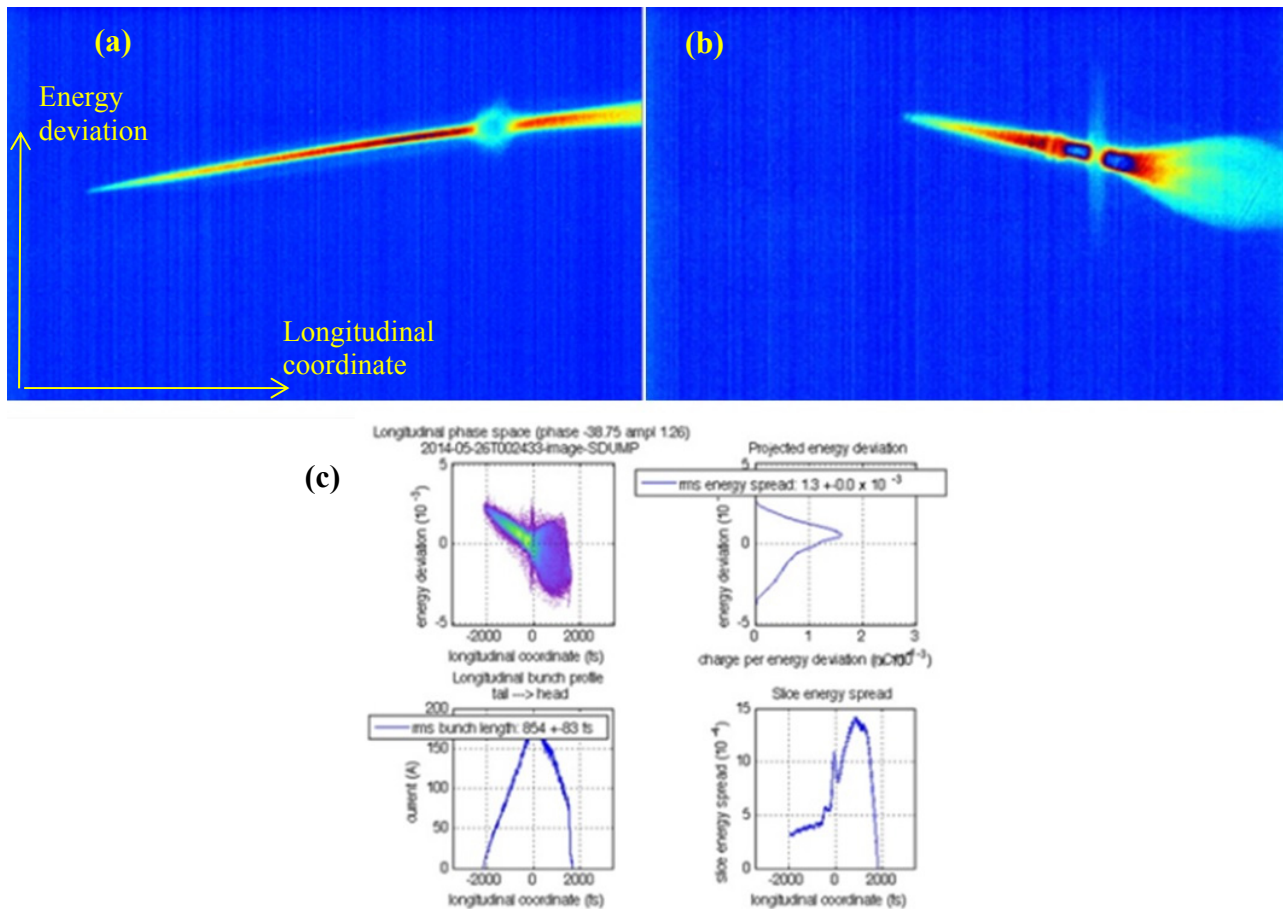 (a)
(b)
Energy
deviation
Longitudinal
coordinate
(c)
Longitudinal phase space (phase -38.75 ampl 1.26)
2014-05-26T002433-image-SDUMP
5
0
-5
energy deviation (10⁻³)
-2000 0 2000
longitudinal coordinate (fs)
Projected energy deviation
rms energy spread: 1.3 +-0.0 x 10⁻³
5
0
-5
energy deviation
0 1 2 3
charge per energy deviation
Longitudinal bunch profile
tail ---> head
rms bunch length: 854 +-83 fs
200
150
100
50
0
current (A)
-2000 0 2000
longitudinal coordinate (fs)
Slice energy spread
15
10
5
0
slice energy spread (10⁻⁴)
-2000 0 2000
longitudinal coordinate (fs)